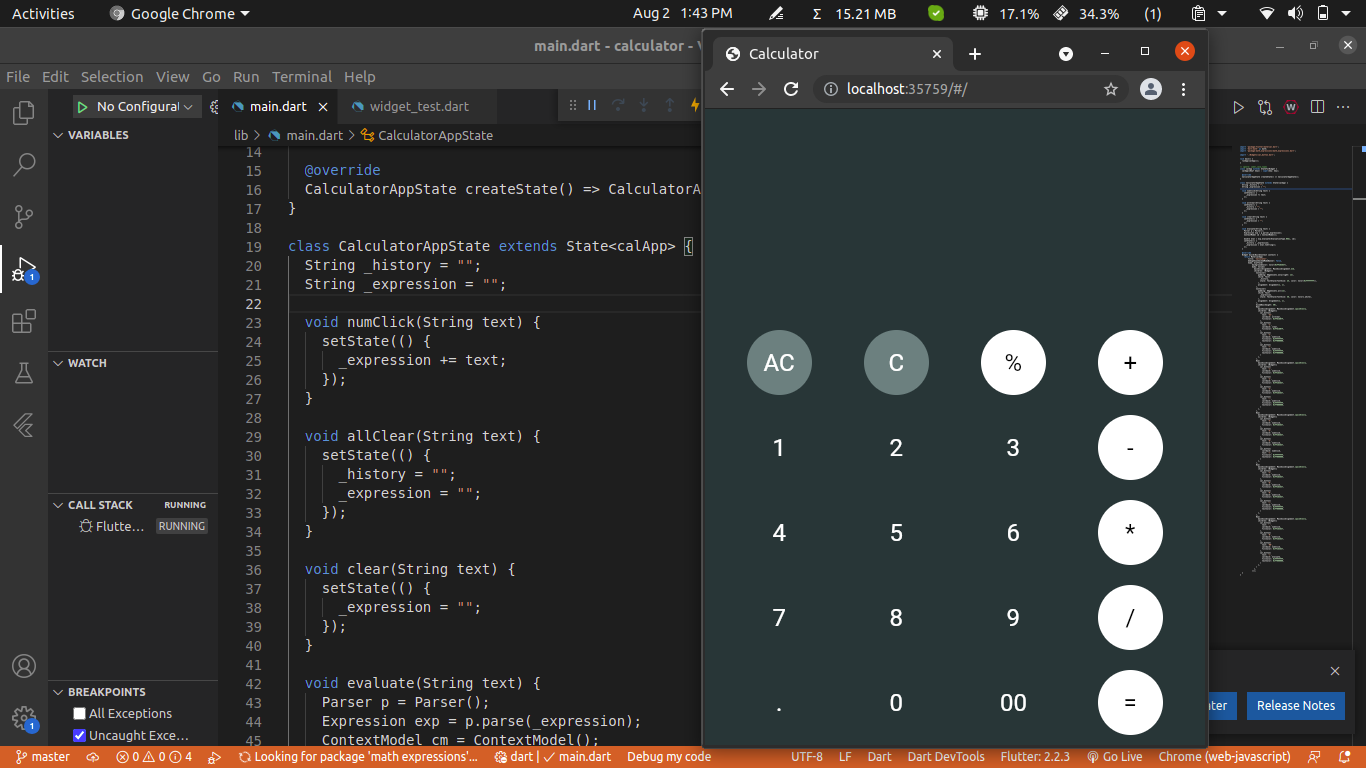 Activities Google Chrome Aug 2 1:43 PM Σ 15.21 MB 17.1% 34.3% (1)
main.dart - calculator - V
File Edit Selection View Go Run Terminal Help
Calculator
localhost:35759/#/
No Configura
main.dart widget_test.dart
lib > main.dart > CalculatorAppState
VARIABLES
WATCH
CALL STACK RUNNING
Flutte... RUNNING
BREAKPOINTS
All Exceptions
Uncaught Exce...
1
1
14
15 @override
16 CalculatorAppState createState() => CalculatorA
17 }
18
19 class CalculatorAppState extends State<calApp> {
20 String _history = "";
21 String _expression = "";
22
23 void numClick(String text) {
24 setState(() {
25 _expression += text;
26 });
27 }
28
29 void allClear(String text) {
30 setState(() {
31 _history = "";
32 _expression = "";
33 });
34 }
35
36 void clear(String text) {
37 setState(() {
38 _expression = "";
39 });
40 }
41
42 void evaluate(String text) {
43 Parser p = Parser();
44 Expression exp = p.parse(_expression);
45 ContextModel cm = ContextModel();
AC C % +
1 2 3 -
4 5 6 *
7 8 9 /
. 0 00 =
W
ter Release Notes
master 0 0 4 Looking for package 'math expressions'... dart | ✓ main.dart Debug my code UTF-8 LF Dart Dart DevTools Flutter: 2.2.3 Go Live Chrome (web-javascript)